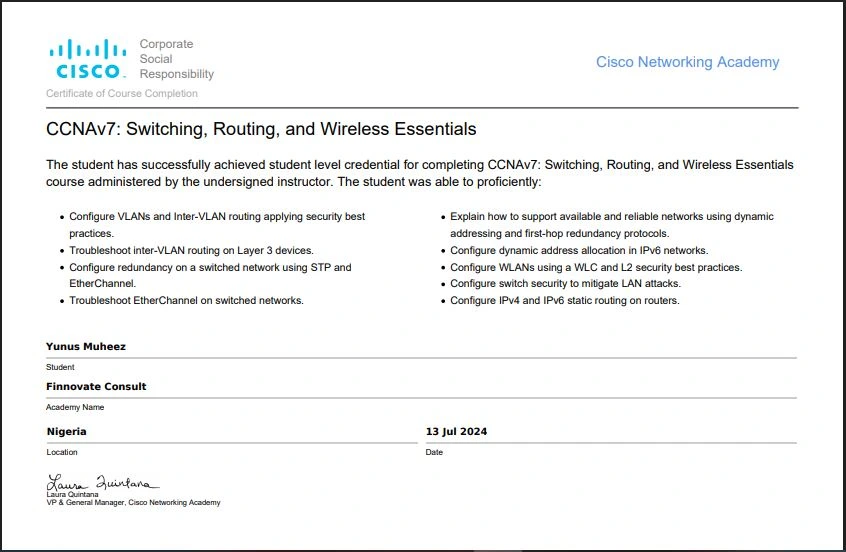 CISCO
Corporate
Social
Responsibility
Cisco Networking Academy
Certificate of Course Completion
CCNAv7: Switching, Routing, and Wireless Essentials
The student has successfully achieved student level credential for completing CCNAv7: Switching, Routing, and Wireless Essentials
course administered by the undersigned instructor. The student was able to proficiently:
• Configure VLANs and Inter-VLAN routing applying security best
practices.
• Troubleshoot inter-VLAN routing on Layer 3 devices.
• Configure redundancy on a switched network using STP and
EtherChannel.
• Troubleshoot EtherChannel on switched networks.
• Explain how to support available and reliable networks using dynamic
addressing and first-hop redundancy protocols.
• Configure dynamic address allocation in IPv6 networks.
• Configure WLANs using a WLC and L2 security best practices.
• Configure switch security to mitigate LAN attacks.
• Configure IPv4 and IPv6 static routing on routers.
Yunus Muheez
Student
Finnovate Consult
Academy Name
Nigeria
Location
13 Jul 2024
Date
Laura Quintana
Laura Quintana
VP & General Manager, Cisco Networking Academy